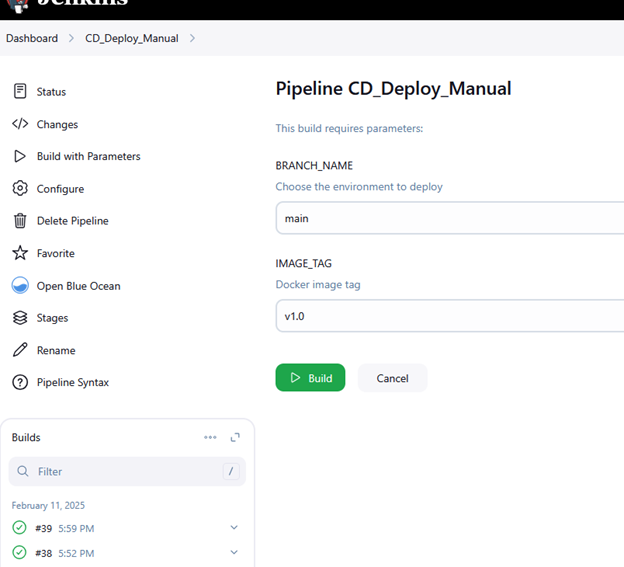 Jenkins
Dashboard > CD_Deploy_Manual >
Status
Changes
Build with Parameters
Configure
Delete Pipeline
Favorite
Open Blue Ocean
Stages
Rename
Pipeline Syntax
Builds
Filter /
February 11, 2025
#39 5:59 PM
#38 5:52 PM
Pipeline CD_Deploy_Manual
This build requires parameters:
BRANCH_NAME
Choose the environment to deploy
main
IMAGE_TAG
Docker image tag
v1.0
Build Cancel